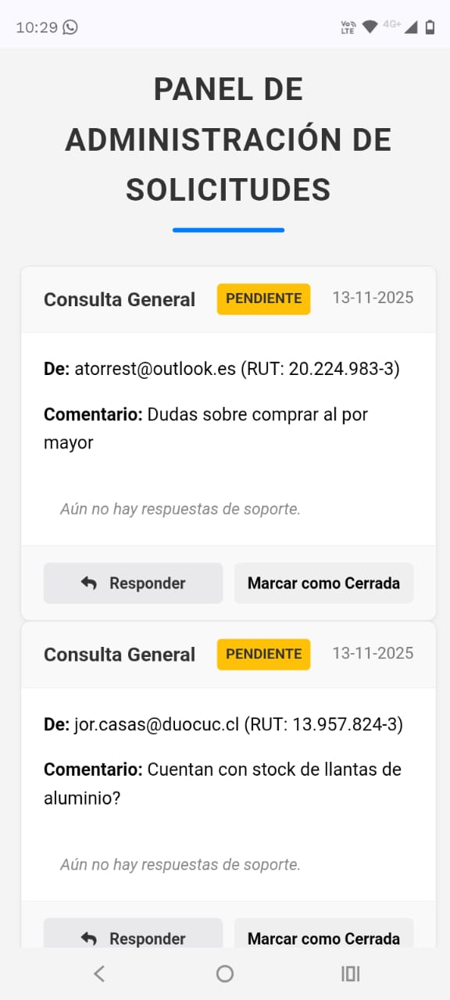 10:29
Vo)) 4G+
LTE
PANEL DE
ADMINISTRACIÓN DE
SOLICITUDES
Consulta General PENDIENTE 13-11-2025
De: atorrest@outlook.es (RUT: 20.224.983-3)
Comentario: Dudas sobre comprar al por
mayor
Aún no hay respuestas de soporte.
Responder Marcar como Cerrada
Consulta General PENDIENTE 13-11-2025
De: jor.casas@duocuc.cl (RUT: 13.957.824-3)
Comentario: Cuentan con stock de llantas de
aluminio?
Aún no hay respuestas de soporte.
Responder Marcar como Cerrada